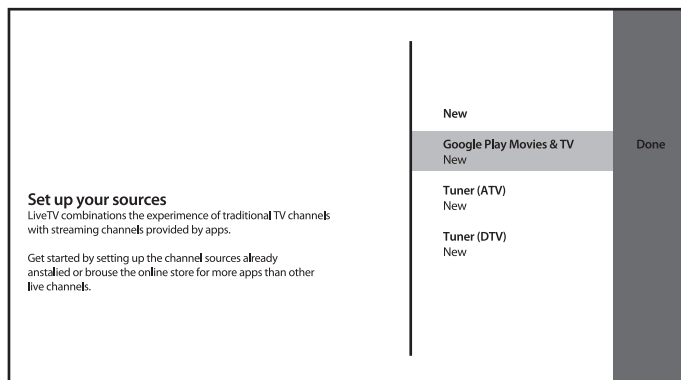 Set up your sources
LiveTV combinations the experimence of traditional TV channels
with streaming channels provided by apps.
Get started by setting up the channel sources already
anstalied or brouse the online store for more apps than other
live channels.
New
Google Play Movies & TV
New
Tuner (ATV)
New
Tuner (DTV)
New
Done